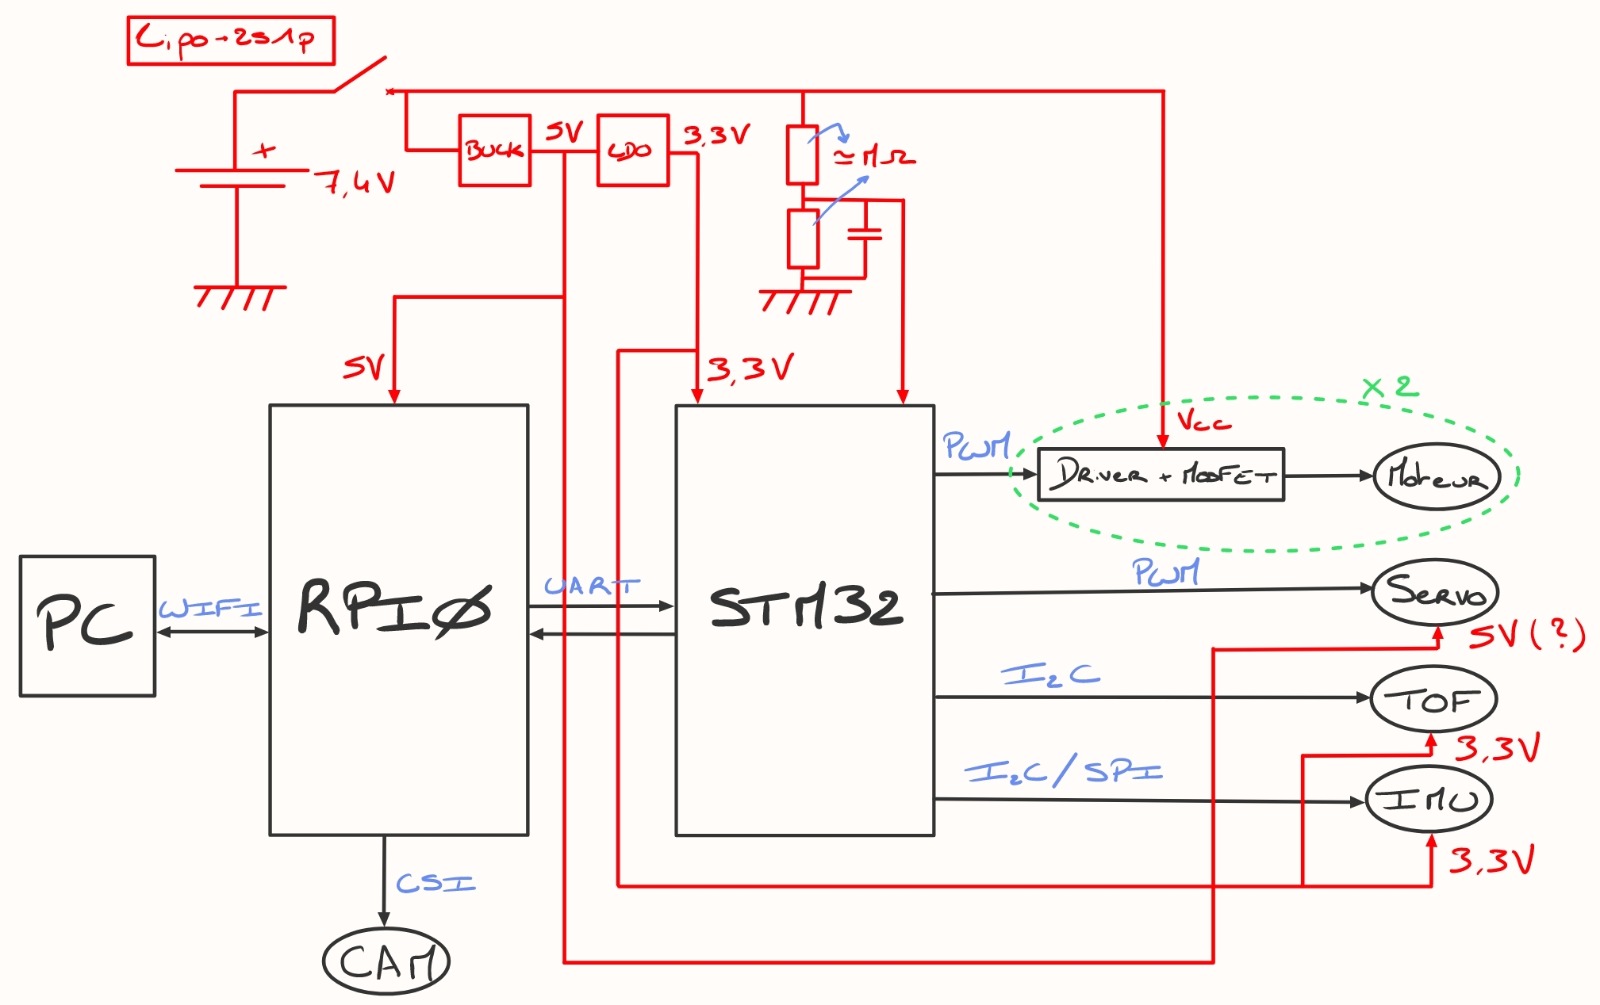 Lipo-2s1p
+
7,4V
Buck
5V
LDO
3,3V
≈MΩ
5V
3,3V
x2
Vcc
PWM
Driver + MOSFET
Moteur
PC
WIFI
RPIØ
UART
STM32
PWM
Servo
5V (?)
I2C
TOF
3,3V
I2C/SPI
IMU
3,3V
CSI
CAM